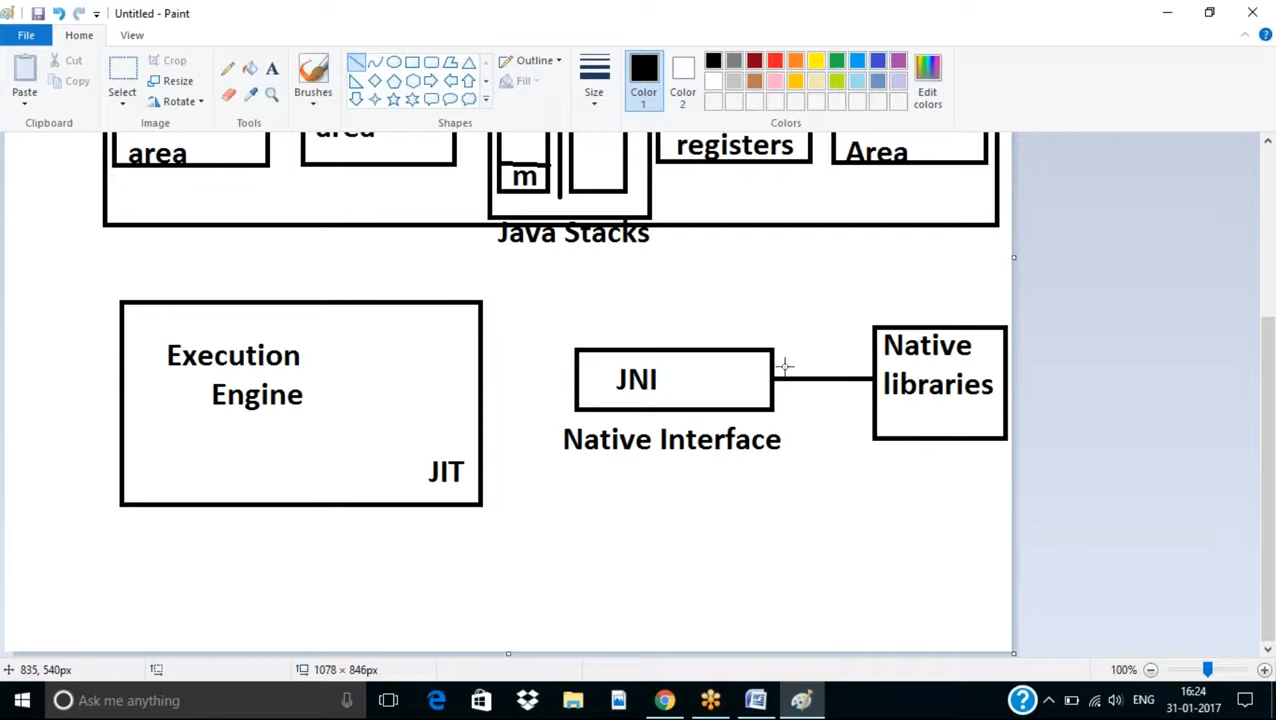 Untitled - Paint
File
Home
View
Paste
Cut
Copy
Clipboard
Select
Crop
Resize
Rotate
Image
A
Tools
Brushes
Outline
Fill
Shapes
Size
Color
1
Color
2
Edit
colors
Colors
area
area
m
registers
Area
Java Stacks
Execution
Engine
JIT
JNI
Native Interface
Native
libraries
835, 540px
1078 × 846px
100%
Ask me anything
ENG
16:24
31-01-2017